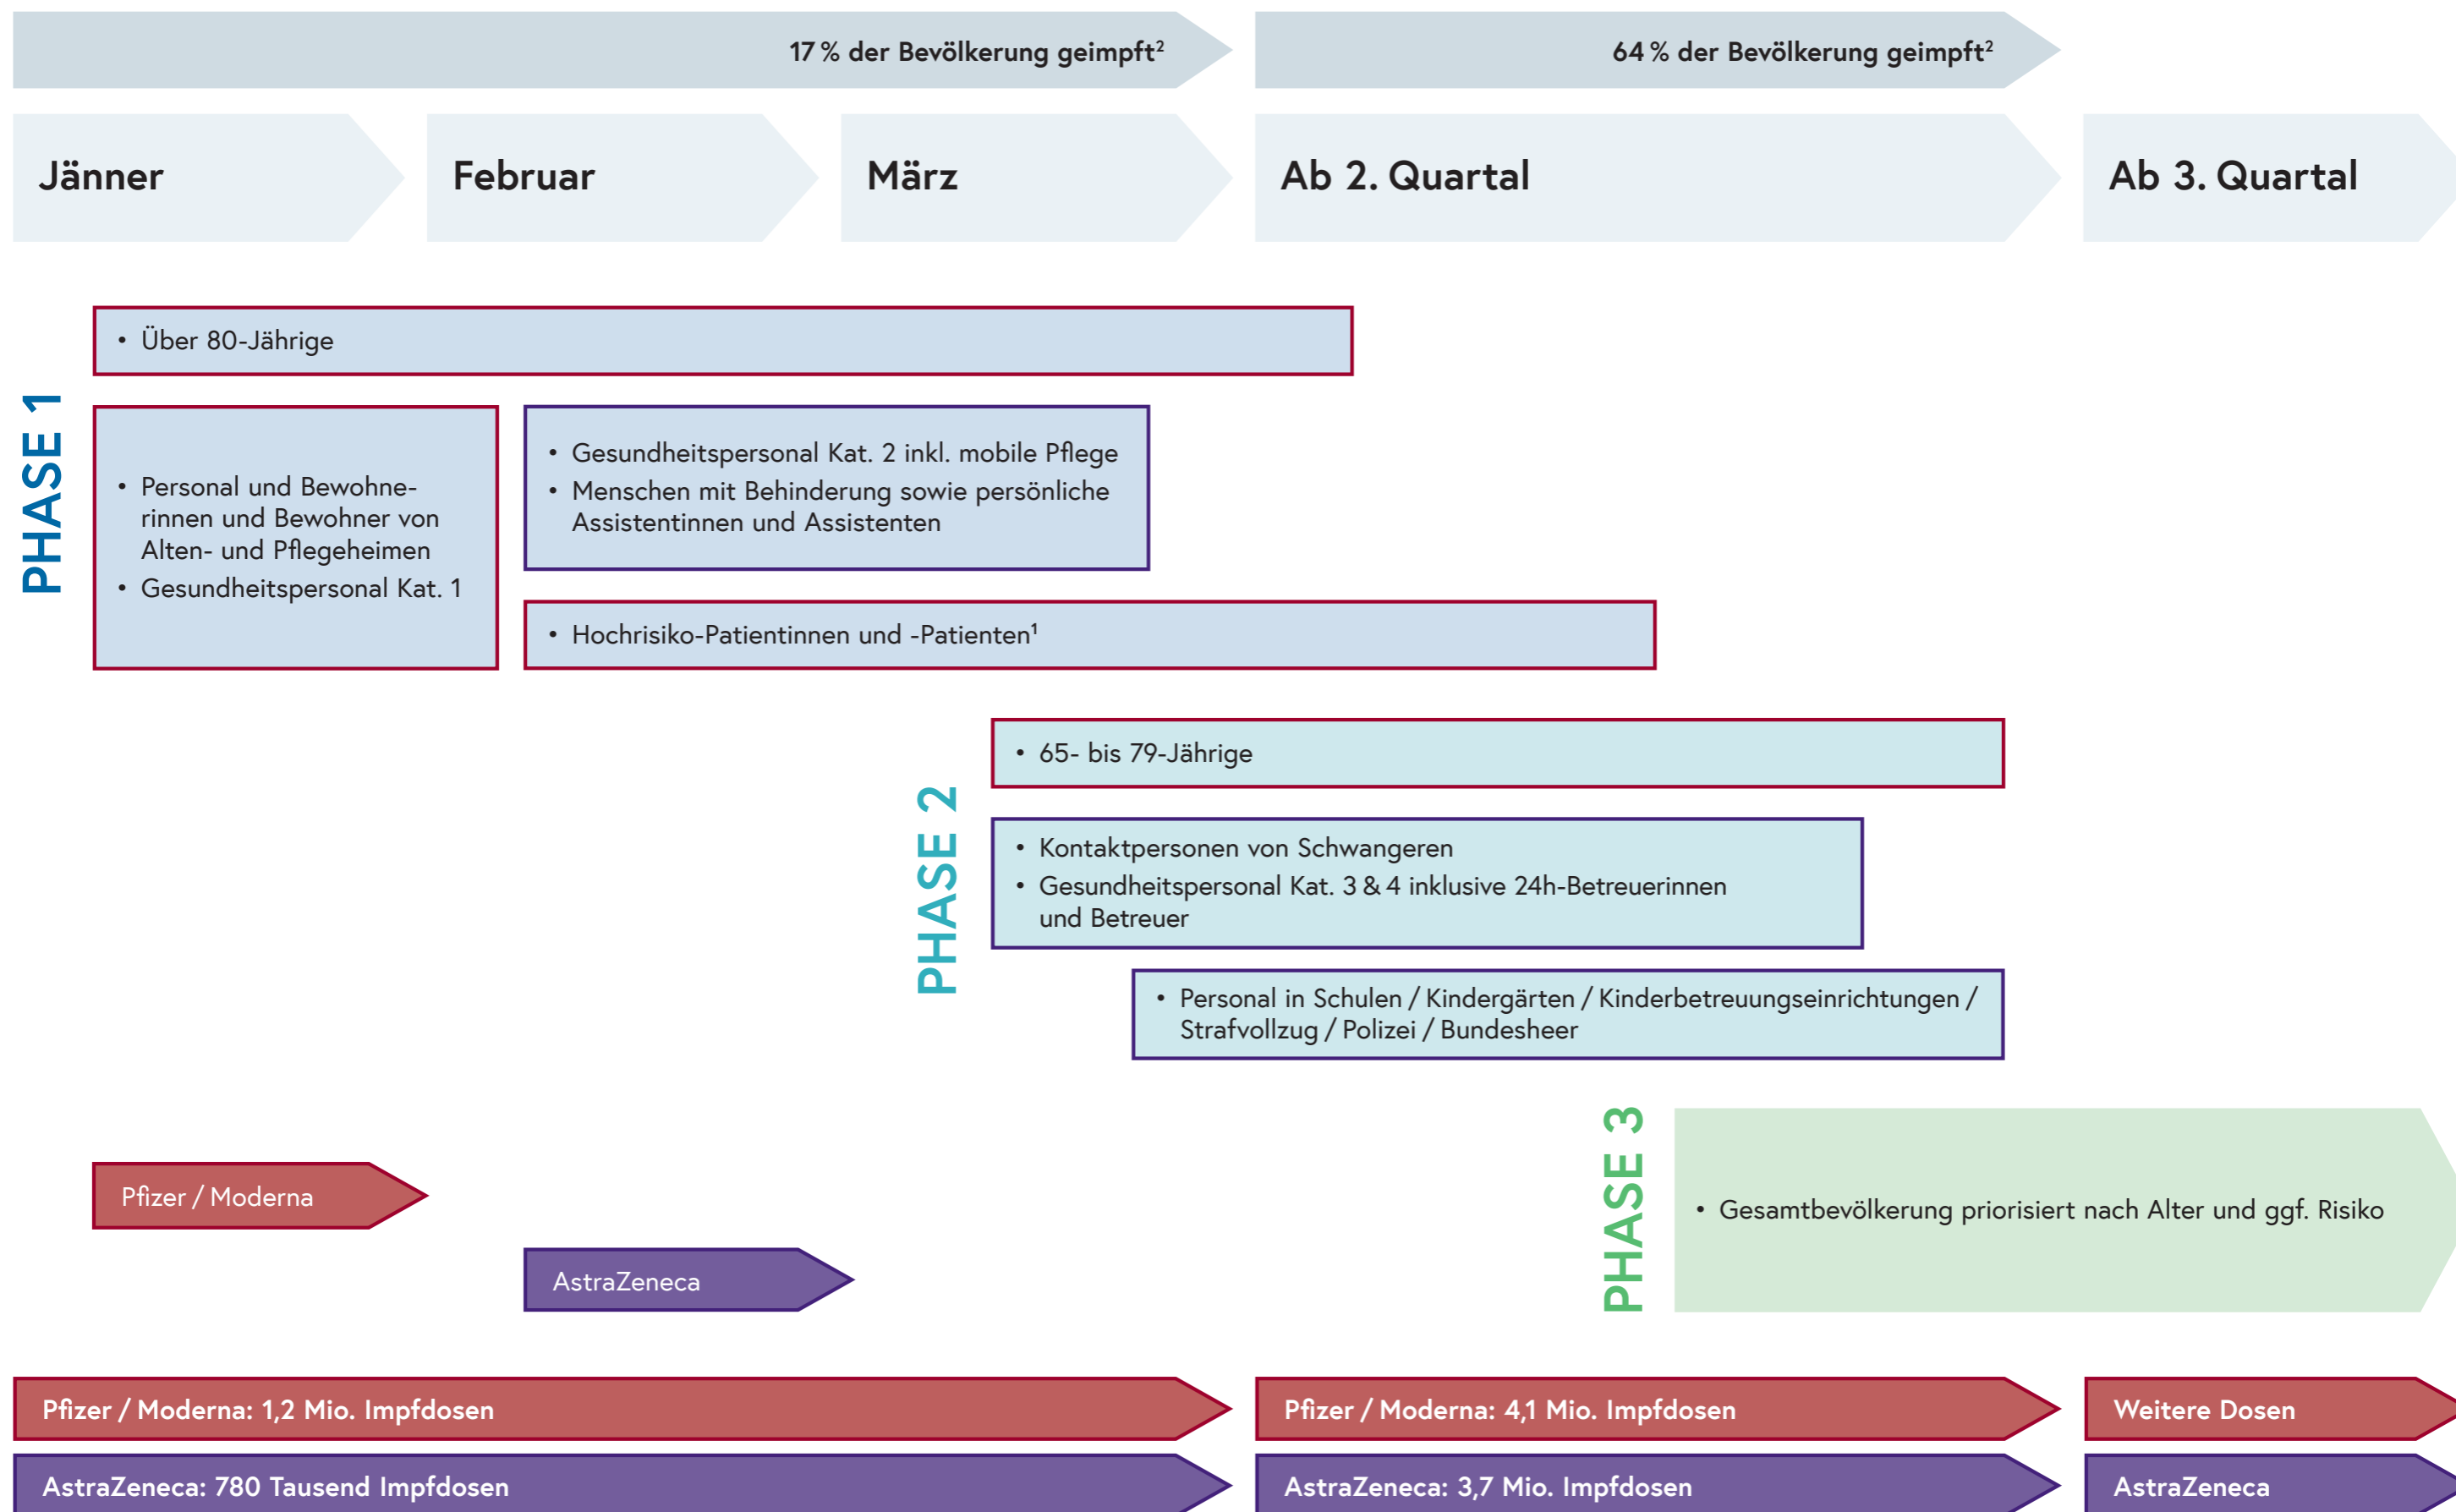 17 % der Bevölkerung geimpft²
64 % der Bevölkerung geimpft²
Jänner
Februar
März
Ab 2. Quartal
Ab 3. Quartal
PHASE 1
• Über 80-Jährige
• Personal und Bewohne-
rinnen und Bewohner von
Alten- und Pflegeheimen
• Gesundheitspersonal Kat. 1
• Gesundheitspersonal Kat. 2 inkl. mobile Pflege
• Menschen mit Behinderung sowie persönliche
Assistentinnen und Assistenten
• Hochrisiko-Patientinnen und -Patienten¹
PHASE 2
• 65- bis 79-Jährige
• Kontaktpersonen von Schwangeren
• Gesundheitspersonal Kat. 3 & 4 inklusive 24h-Betreuerinnen
und Betreuer
• Personal in Schulen / Kindergärten / Kinderbetreuungseinrichtungen /
Strafvollzug / Polizei / Bundesheer
PHASE 3
• Gesamtbevölkerung priorisiert nach Alter und ggf. Risiko
Pfizer / Moderna
AstraZeneca
Pfizer / Moderna: 1,2 Mio. Impfdosen
Pfizer / Moderna: 4,1 Mio. Impfdosen
Weitere Dosen
AstraZeneca: 780 Tausend Impfdosen
AstraZeneca: 3,7 Mio. Impfdosen
AstraZeneca